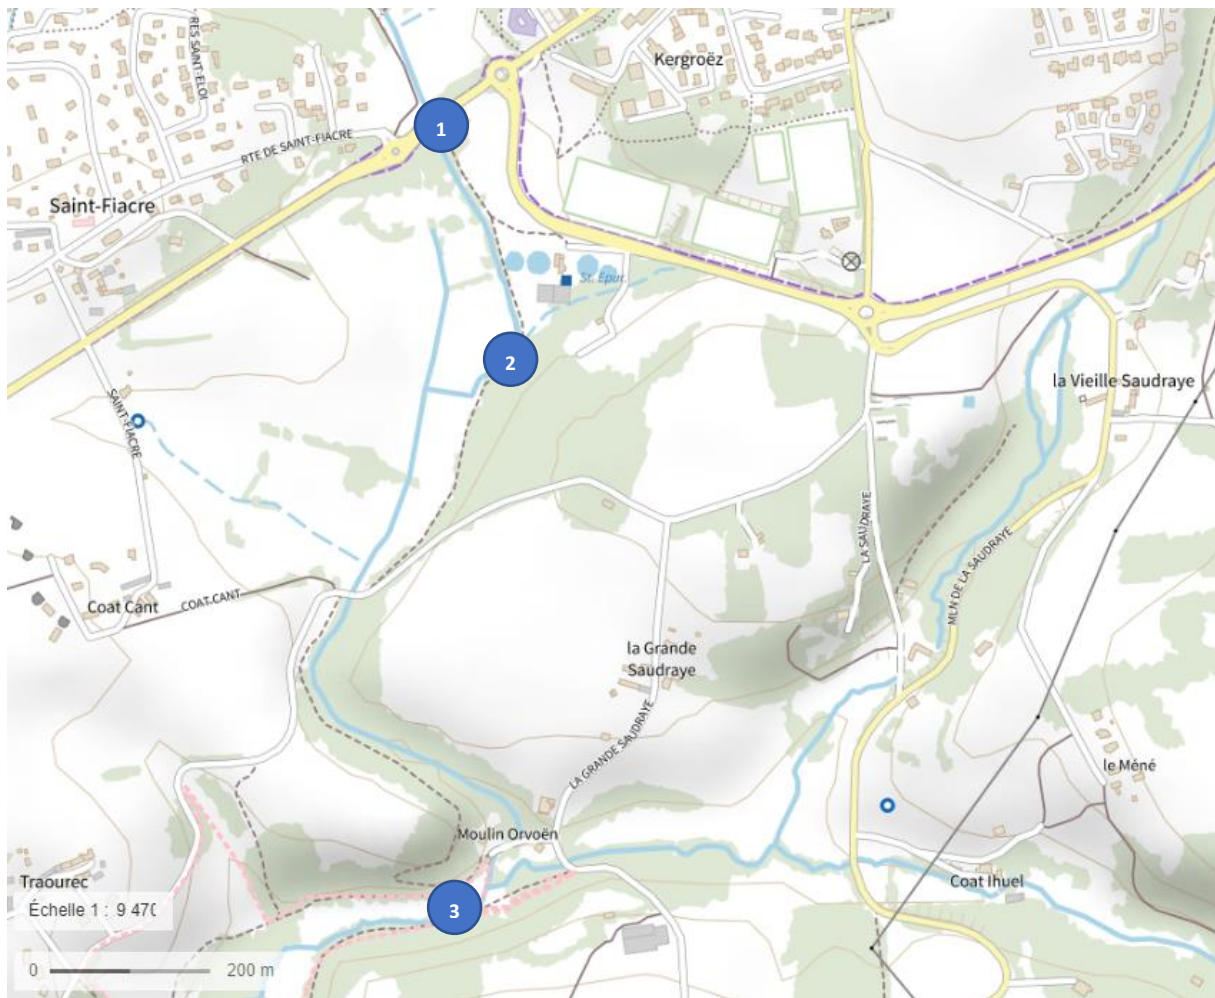 RES SAINT-ELOI
Kergroëz
1
RTE DE SAINT-FIACRE
Saint-Fiacre
St. Épur.
2
la Vieille Saudraye
SAINT-FIACRE
LA SAUDRAYE
MLN DE LA SAUDRAYE
Coat Cant
COAT CANT
la Grande
Saudraye
LA GRANDE SAUDRAYE
le Méné
Moulin Orvoën
Traourec
Coat Ihuel
Échelle 1 : 9 470
3
0 200 m